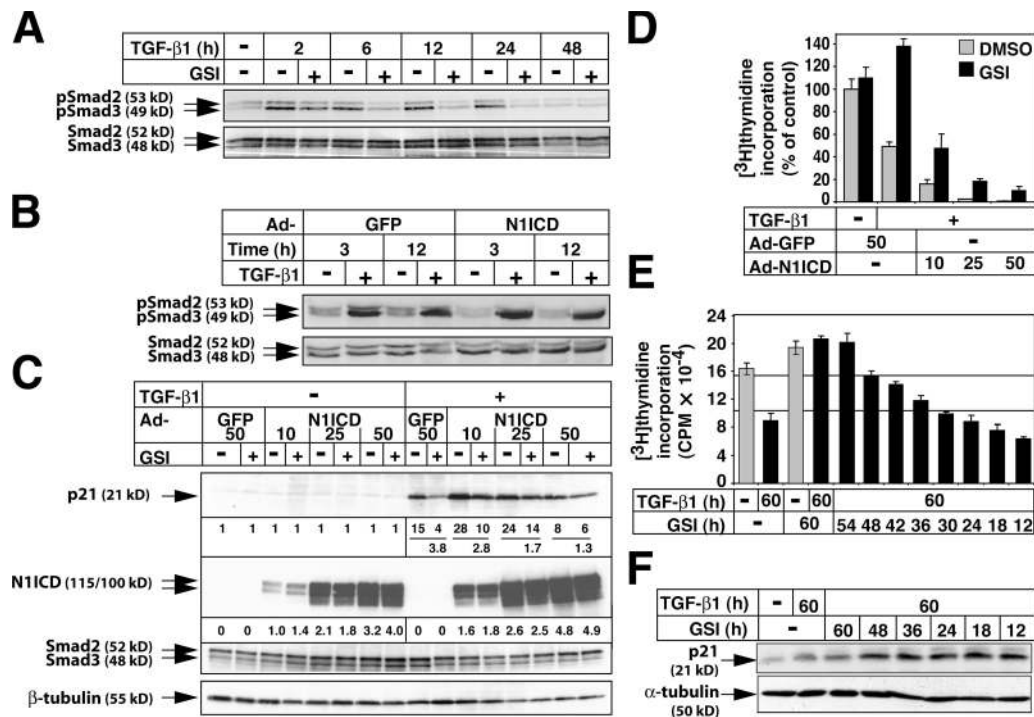 A
TGF-β1 (h) - 2 6 12 24 48
GSI - - + - + - + - + - +
pSmad2 (53 kD)
pSmad3 (49 kD)
Smad2 (52 kD)
Smad3 (48 kD)
B
Ad- GFP N1ICD
Time (h) 3 12 3 12
TGF-β1 - + - + - + - +
pSmad2 (53 kD)
pSmad3 (49 kD)
Smad2 (52 kD)
Smad3 (48 kD)
C
TGF-β1 - +
Ad- GFP N1ICD GFP N1ICD
50 10 25 50 50 10 25 50
GSI - + - + - + - + - + - + - + - +
p21 (21 kD)
1 1 1 1 1 1 1 1 15 4 28 10 24 14 8 6
3.8 2.8 1.7 1.3
N1ICD (115/100 kD)
0 0 1.0 1.4 2.1 1.8 3.2 4.0 0 0 1.6 1.8 2.6 2.5 4.8 4.9
Smad2 (52 kD)
Smad3 (48 kD)
β-tubulin (55 kD)
D
[³H]thymidine
incorporation
(% of control)
140
120
100
80
60
40
20
0
DMSO
GSI
TGF-β1 - +
Ad-GFP 50 -
Ad-N1ICD - 10 25 50
E
[³H]thymidine
incorporation
(CPM × 10⁻⁴)
24
20
16
12
8
4
0
TGF-β1 (h) - 60 - 60 60
GSI (h) - 60 54 48 42 36 30 24 18 12
F
TGF-β1 (h) - 60 60
GSI (h) - 60 48 36 24 18 12
p21
(21 kD)
α-tubulin
(50 kD)